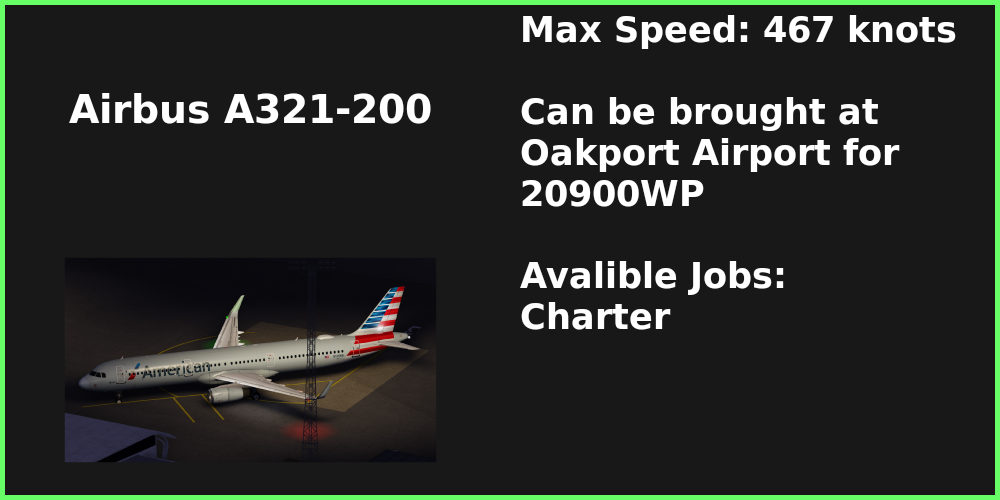 Max Speed: 467 knots
Airbus A321-200
Can be brought at
Oakport Airport for
20900WP
Avalible Jobs:
Charter
American